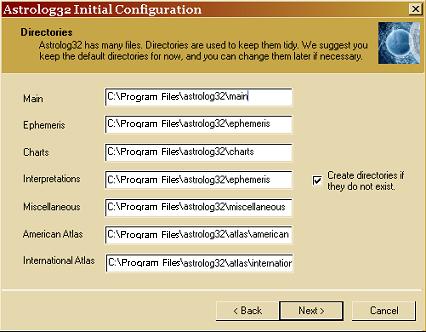 Astrolog32 Initial Configuration
Directories
Astrolog32 has many files. Directories are used to keep them tidy. We suggest you
keep the default directories for now, and you can change them later if necessary.
Main C:\Program Files\astrolog32\main
Ephemeris C:\Program Files\astrolog32\ephemeris
Charts C:\Program Files\astrolog32\charts
Interpretations C:\Program Files\astrolog32\ephemeris
Create directories if
they do not exist.
Miscellaneous C:\Program Files\astrolog32\miscellaneous
American Atlas C:\Program Files\astrolog32\atlas\american
International Atlas C:\Program Files\astrolog32\atlas\internation
< Back Next > Cancel